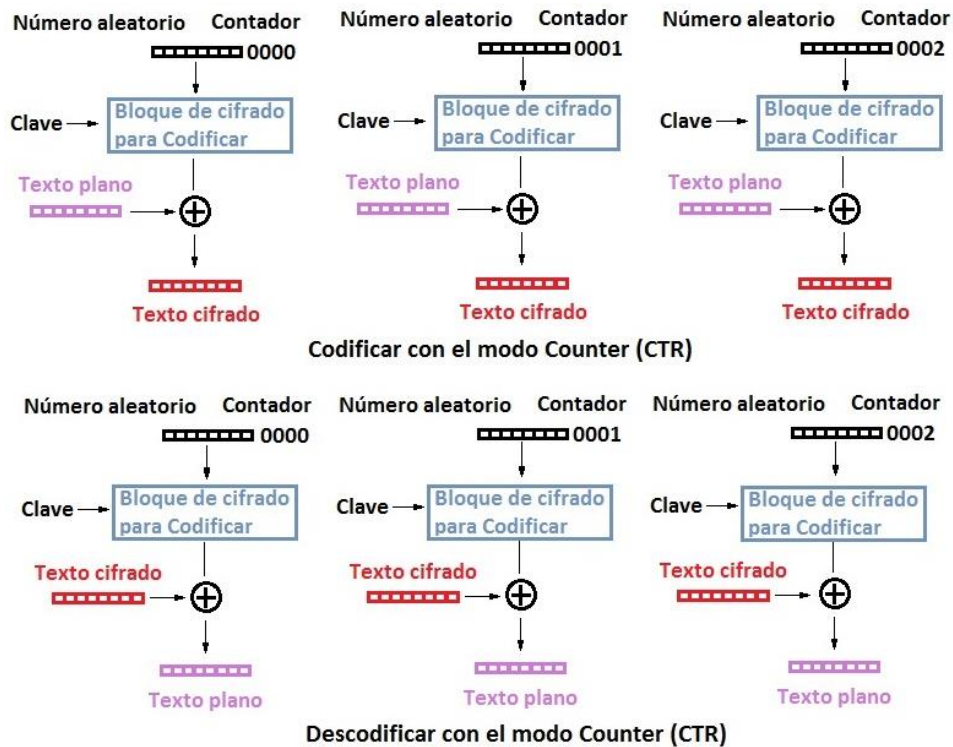 Número aleatorio Contador
0000
Número aleatorio Contador
0001
Número aleatorio Contador
0002
Clave
Bloque de cifrado
para Codificar
Clave
Bloque de cifrado
para Codificar
Clave
Bloque de cifrado
para Codificar
Texto plano
Texto plano
Texto plano
Texto cifrado
Texto cifrado
Texto cifrado
Codificar con el modo Counter (CTR)
Número aleatorio Contador
0000
Número aleatorio Contador
0001
Número aleatorio Contador
0002
Clave
Bloque de cifrado
para Codificar
Clave
Bloque de cifrado
para Codificar
Clave
Bloque de cifrado
para Codificar
Texto cifrado
Texto cifrado
Texto cifrado
Texto plano
Texto plano
Texto plano
Descodificar con el modo Counter (CTR)